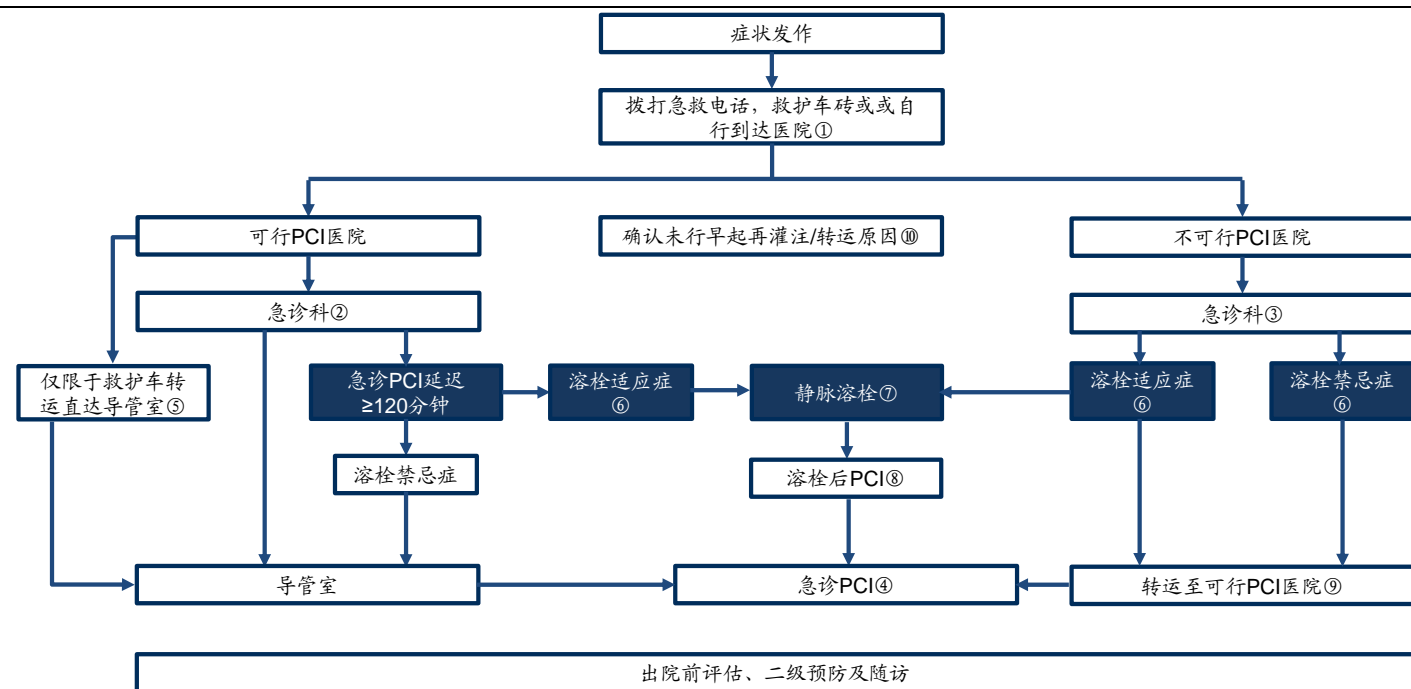 症状发作
拨打急救电话，救护车砖或或自
行到达医院①
可行PCI医院
确认未行早起再灌注/转运原因⑩
不可行PCI医院
急诊科②
急诊科③
仅限于救护车转
运直达导管室⑤
急诊PCI延迟
≥120分钟
溶栓适应症
⑥
静脉溶栓⑦
溶栓适应症
⑥
溶栓禁忌症
⑥
溶栓禁忌症
溶栓后PCI⑧
导管室
急诊PCI④
转运至可行PCI医院⑨
出院前评估、二级预防及随访